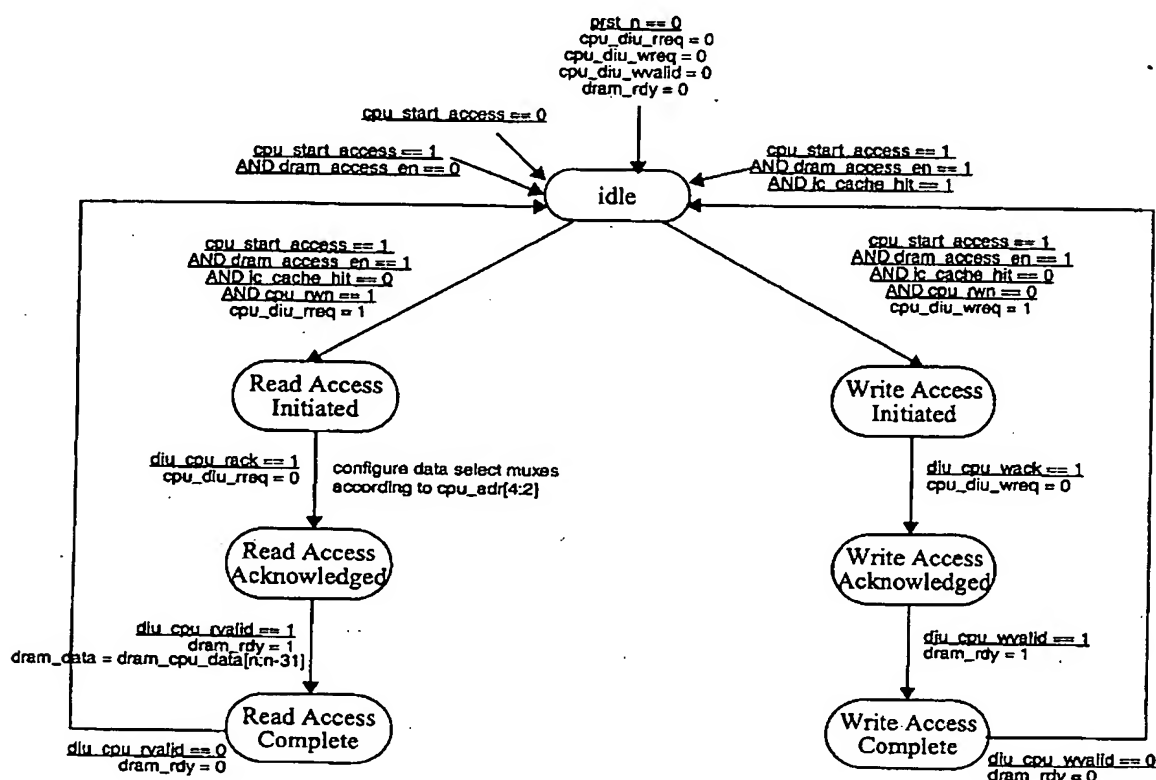 prst_n == 0
cpu_diu_rreq = 0
cpu_diu_wreq = 0
cpu_diu_wvalid = 0
dram_rdy = 0
cpu_start_access == 0
cpu_start_access == 1
AND dram_access_en == 0
cpu_start_access == 1
AND dram_access_en == 1
AND ic_cache_hit == 1
idle
cpu_start_access == 1
AND dram_access_en == 1
AND ic_cache_hit == 0
AND cpu_rwn == 1
cpu_diu_rreq = 1
cpu_start_access == 1
AND dram_access_en == 1
AND ic_cache_hit == 0
AND cpu_rwn == 0
cpu_diu_wreq = 1
Read Access
Initiated
Write Access
Initiated
diu_cpu_rack == 1
cpu_diu_rreq = 0
configure data select muxes
according to cpu_adr[4:2]
diu_cpu_wack == 1
cpu_diu_wreq = 0
Read Access
Acknowledged
Write Access
Acknowledged
diu_cpu_rvalid == 1
dram_rdy = 1
dram_data = dram_cpu_data[n:n-31]
diu_cpu_wvalid == 1
dram_rdy = 1
Read Access
Complete
Write Access
Complete
diu_cpu_rvalid == 0
dram_rdy = 0
diu_cpu_wvalid == 0
dram_rdy = 0